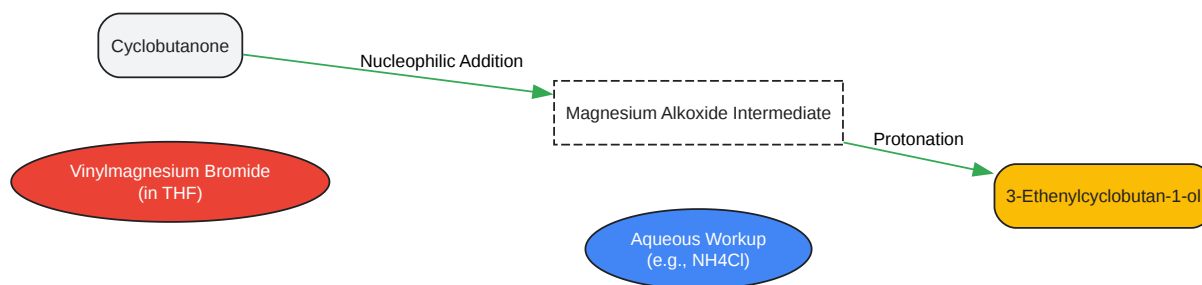 Cyclobutanone
Nucleophilic Addition
Magnesium Alkoxide Intermediate
Protonation
Vinylmagnesium Bromide
(in THF)
3-Ethenylcyclobutan-1-ol
Aqueous Workup
(e.g., NH4Cl)